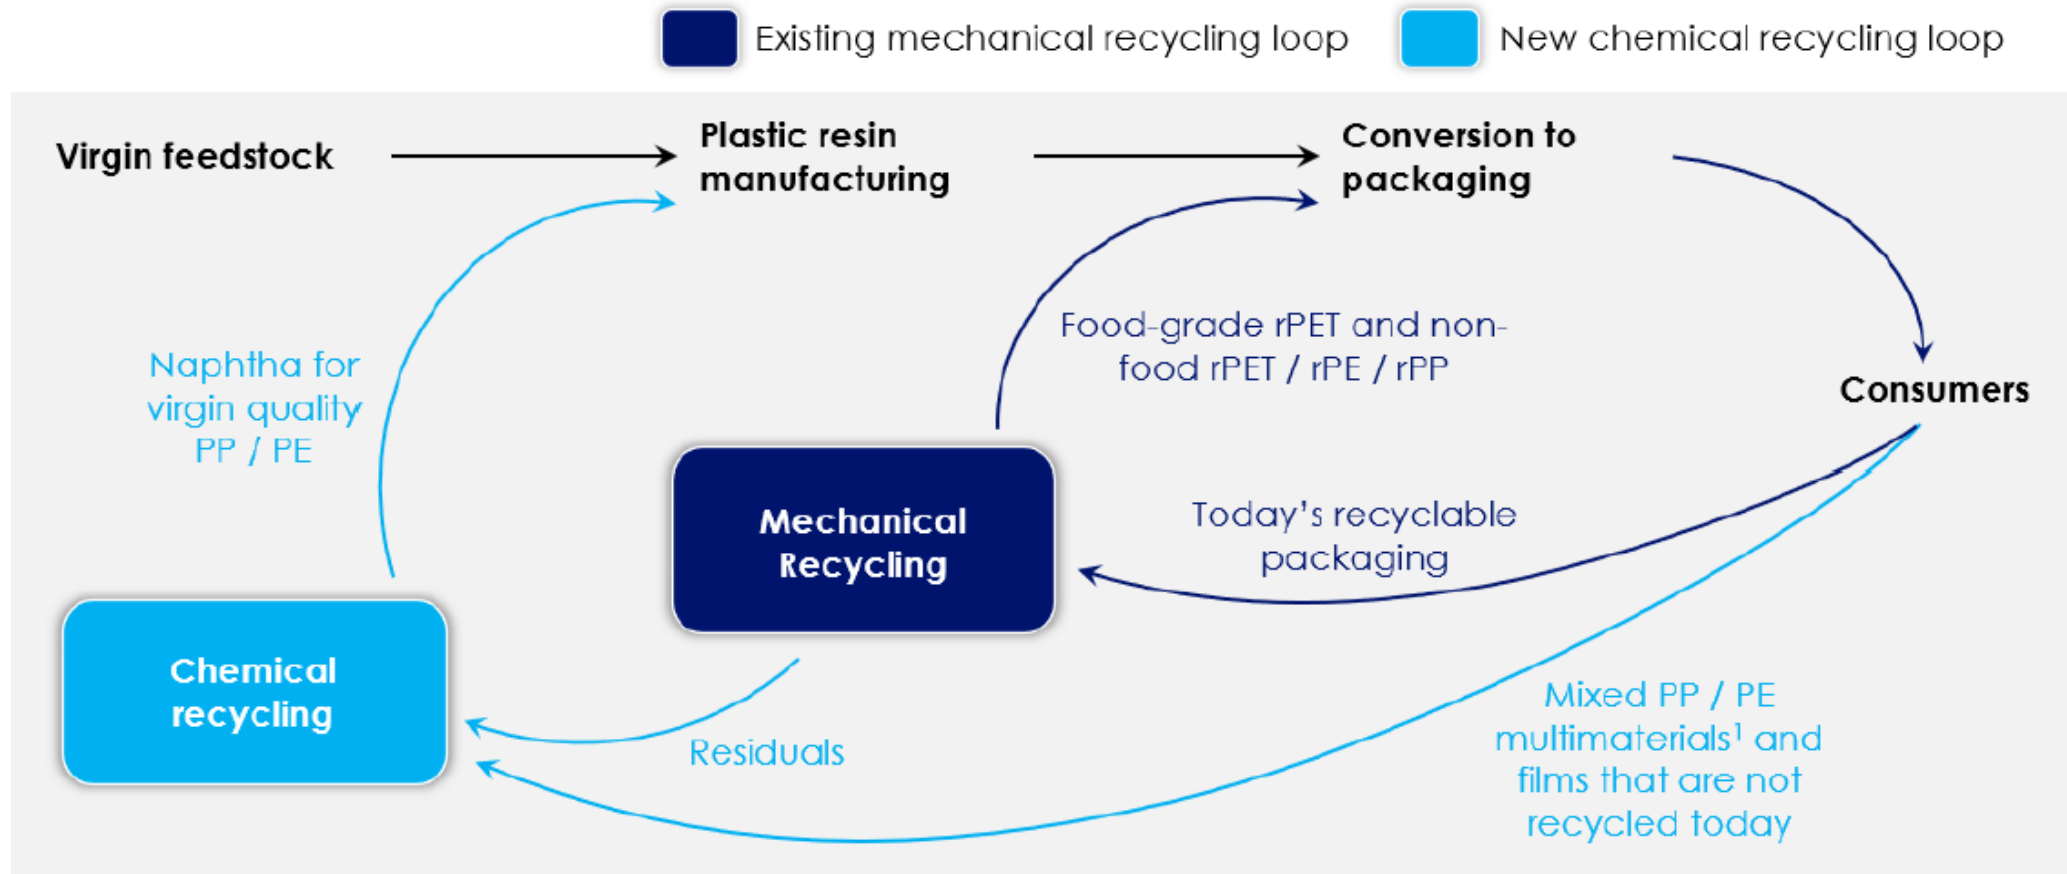 Existing mechanical recycling loop
New chemical recycling loop
Virgin feedstock
Plastic resin
manufacturing
Conversion to
packaging
Food-grade rPET and non-
food rPET / rPE / rPP
Naphtha for
virgin quality
PP / PE
Consumers
Mechanical
Recycling
Today's recyclable
packaging
Chemical
recycling
Residuals
Mixed PP / PE
multimaterials¹ and
films that are not
recycled today